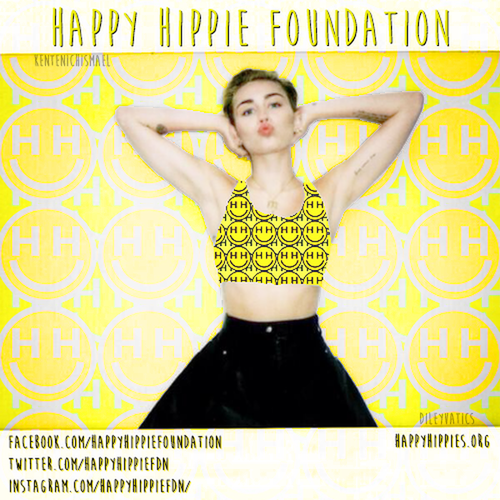 HAPPY HIPPIE FOUNDATION
KENTENICHISMAEL
DILEYVATICS
FACEBOOK.COM/HAPPYHIPPIEFOUNDATION
HAPPYHIPPIES.ORG
TWITTER.COM/HAPPYHIPPIEFDN
INSTAGRAM.COM/HAPPYHIPPIEFDN/